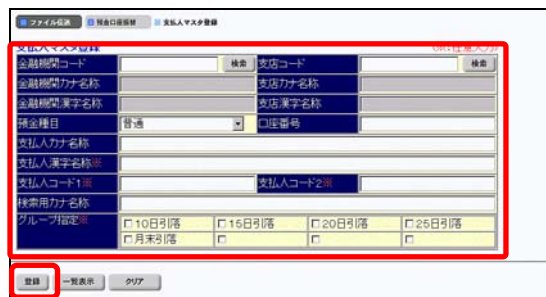 ファイル伝送 預金口座振替 支払人マスタ登録
支払人マスタ登録 (※:任意入力)
金融機関コード 検索 支店コード 検索
金融機関カナ名称 支店カナ名称
金融機関漢字名称 支店漢字名称
預金種目 普通 口座番号
支払人カナ名称
支払人漢字名称※
支払人コード1※ 支払人コード2※
検索用カナ名称
グループ指定※ 10日引落 15日引落 20日引落 25日引落
月末引落
登録 一覧表示 クリア